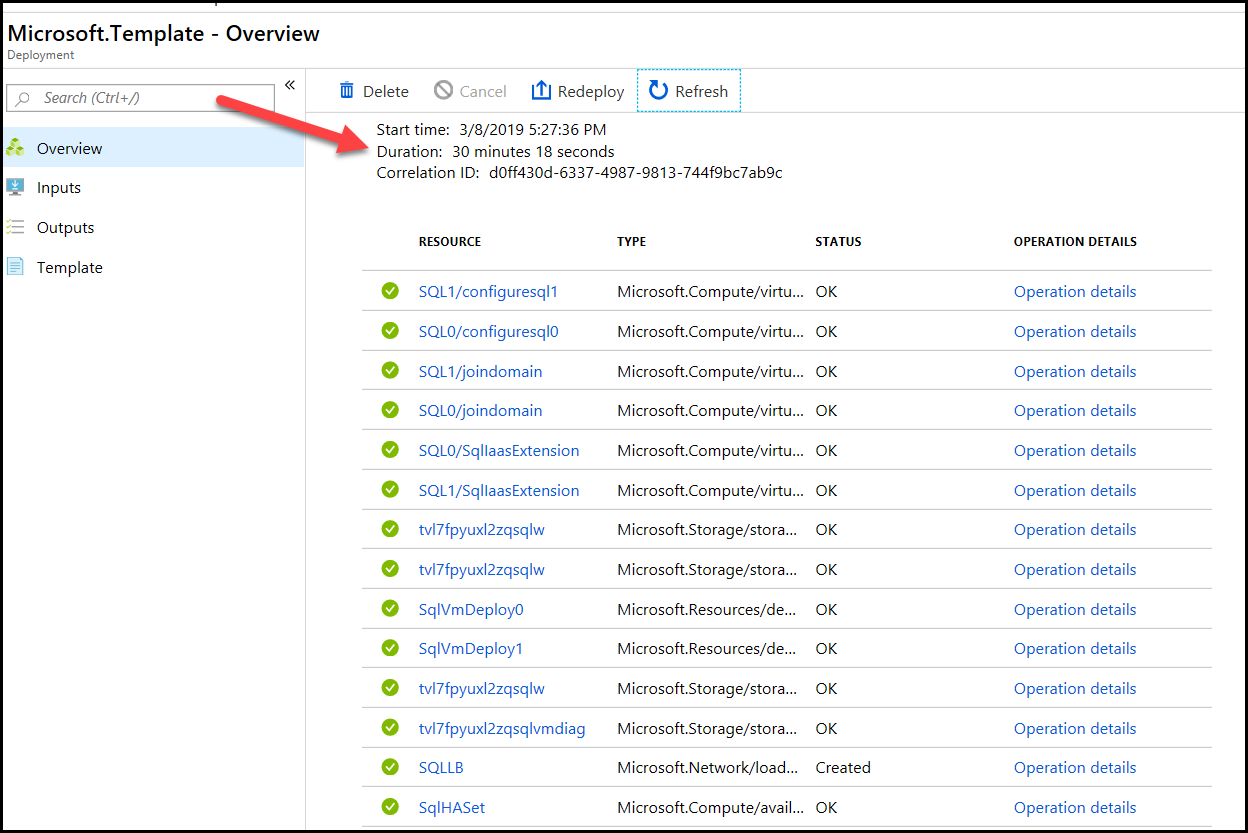 Microsoft.Template - Overview
Deployment
Search (Ctrl+/)
«
Delete Cancel Redeploy Refresh
Overview
Inputs
Outputs
Template
Start time: 3/8/2019 5:27:36 PM
Duration: 30 minutes 18 seconds
Correlation ID: d0ff430d-6337-4987-9813-744f9bc7ab9c
RESOURCE TYPE STATUS OPERATION DETAILS
SQL1/configuresql1 Microsoft.Compute/virtu... OK Operation details
SQL0/configuresql0 Microsoft.Compute/virtu... OK Operation details
SQL1/joindomain Microsoft.Compute/virtu... OK Operation details
SQL0/joindomain Microsoft.Compute/virtu... OK Operation details
SQL0/SqlIaasExtension Microsoft.Compute/virtu... OK Operation details
SQL1/SqlIaasExtension Microsoft.Compute/virtu... OK Operation details
tvl7fpyuxl2zqsqlw Microsoft.Storage/stora... OK Operation details
tvl7fpyuxl2zqsqlw Microsoft.Storage/stora... OK Operation details
SqlVmDeploy0 Microsoft.Resources/de... OK Operation details
SqlVmDeploy1 Microsoft.Resources/de... OK Operation details
tvl7fpyuxl2zqsqlw Microsoft.Storage/stora... OK Operation details
tvl7fpyuxl2zqsqlvmdiag Microsoft.Storage/stora... OK Operation details
SQLLB Microsoft.Network/load... Created Operation details
SqlHASet Microsoft.Compute/avail... OK Operation details